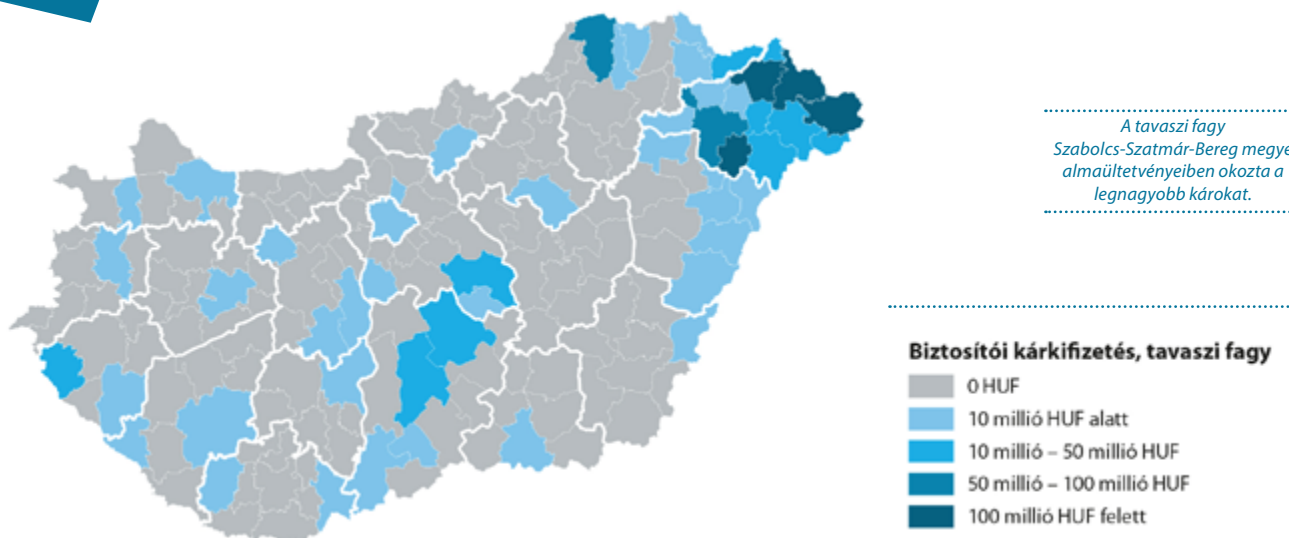 A tavaszi fagy
Szabolcs-Szatmár-Bereg megye
almaültetvényeiben okozta a
legnagyobb károkat.
Biztosítói kárkifizetés, tavaszi fagy
0 HUF
10 millió HUF alatt
10 millió – 50 millió HUF
50 millió – 100 millió HUF
100 millió HUF felett